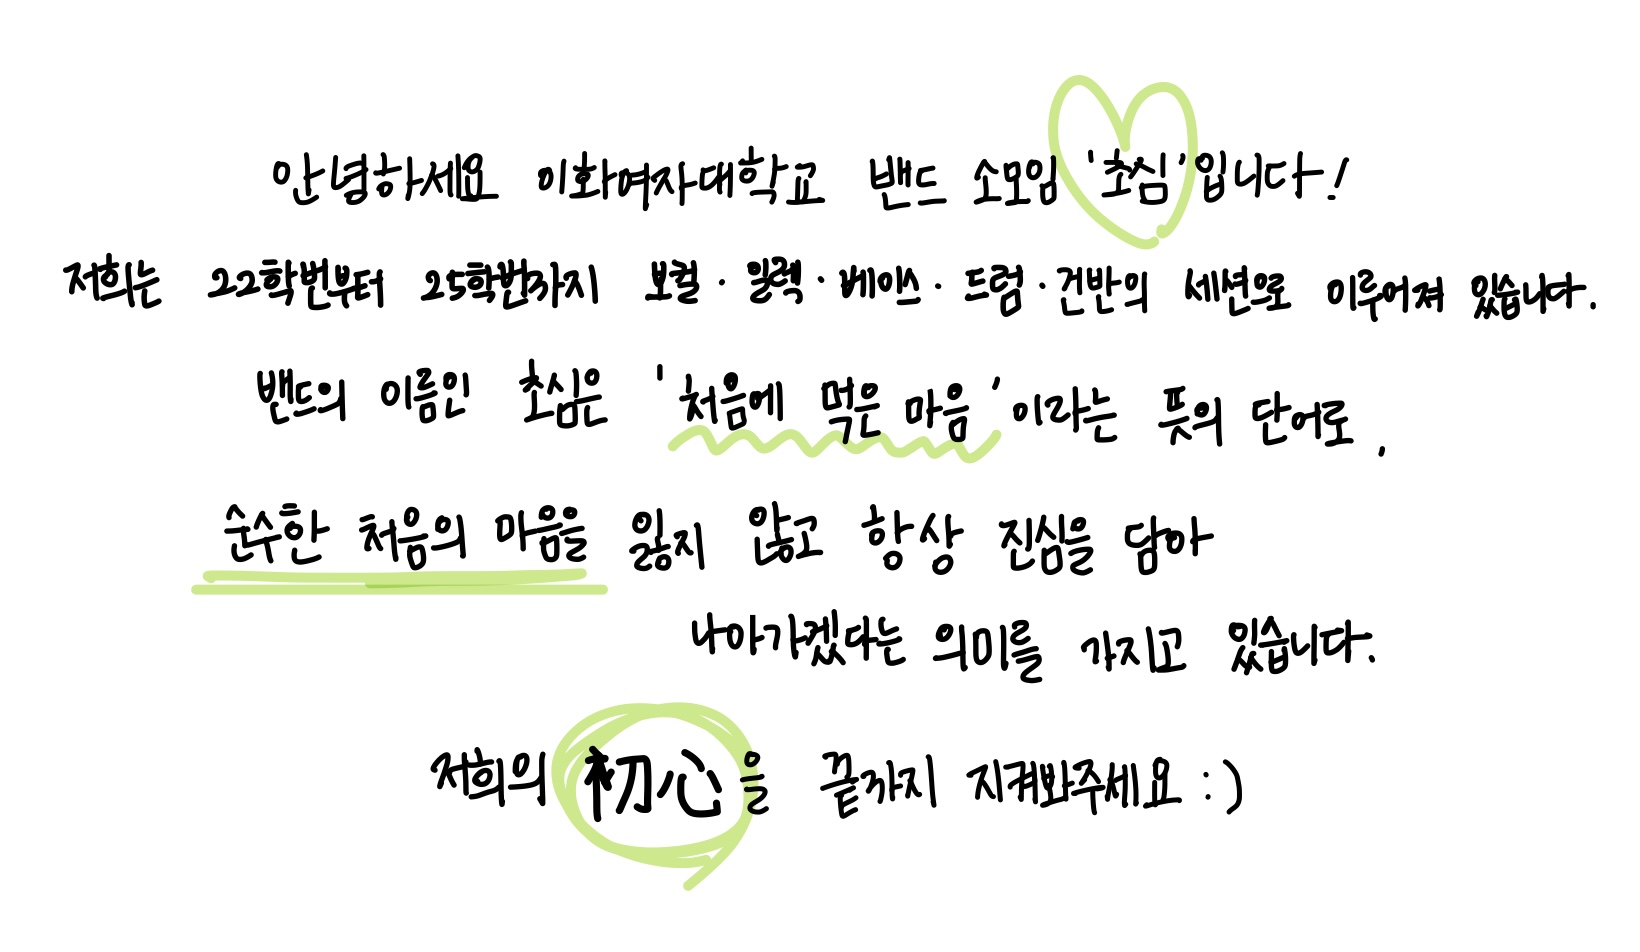 안녕하세요 이화여자대학교 밴드 소모임 '초심'입니다!
저희는 22학번부터 25학번까지 보컬·일렉·베이스·드럼·건반의 세션으로 이루어져 있습니다.
밴드의 이름인 초심은 '처음에 먹은 마음'이라는 뜻의 단어로,
순수한 처음의 마음을 잃지 않고 항상 진심을 담아
나아가겠다는 의미를 가지고 있습니다.
저희의 初心을 끝까지 지켜봐주세요 :)